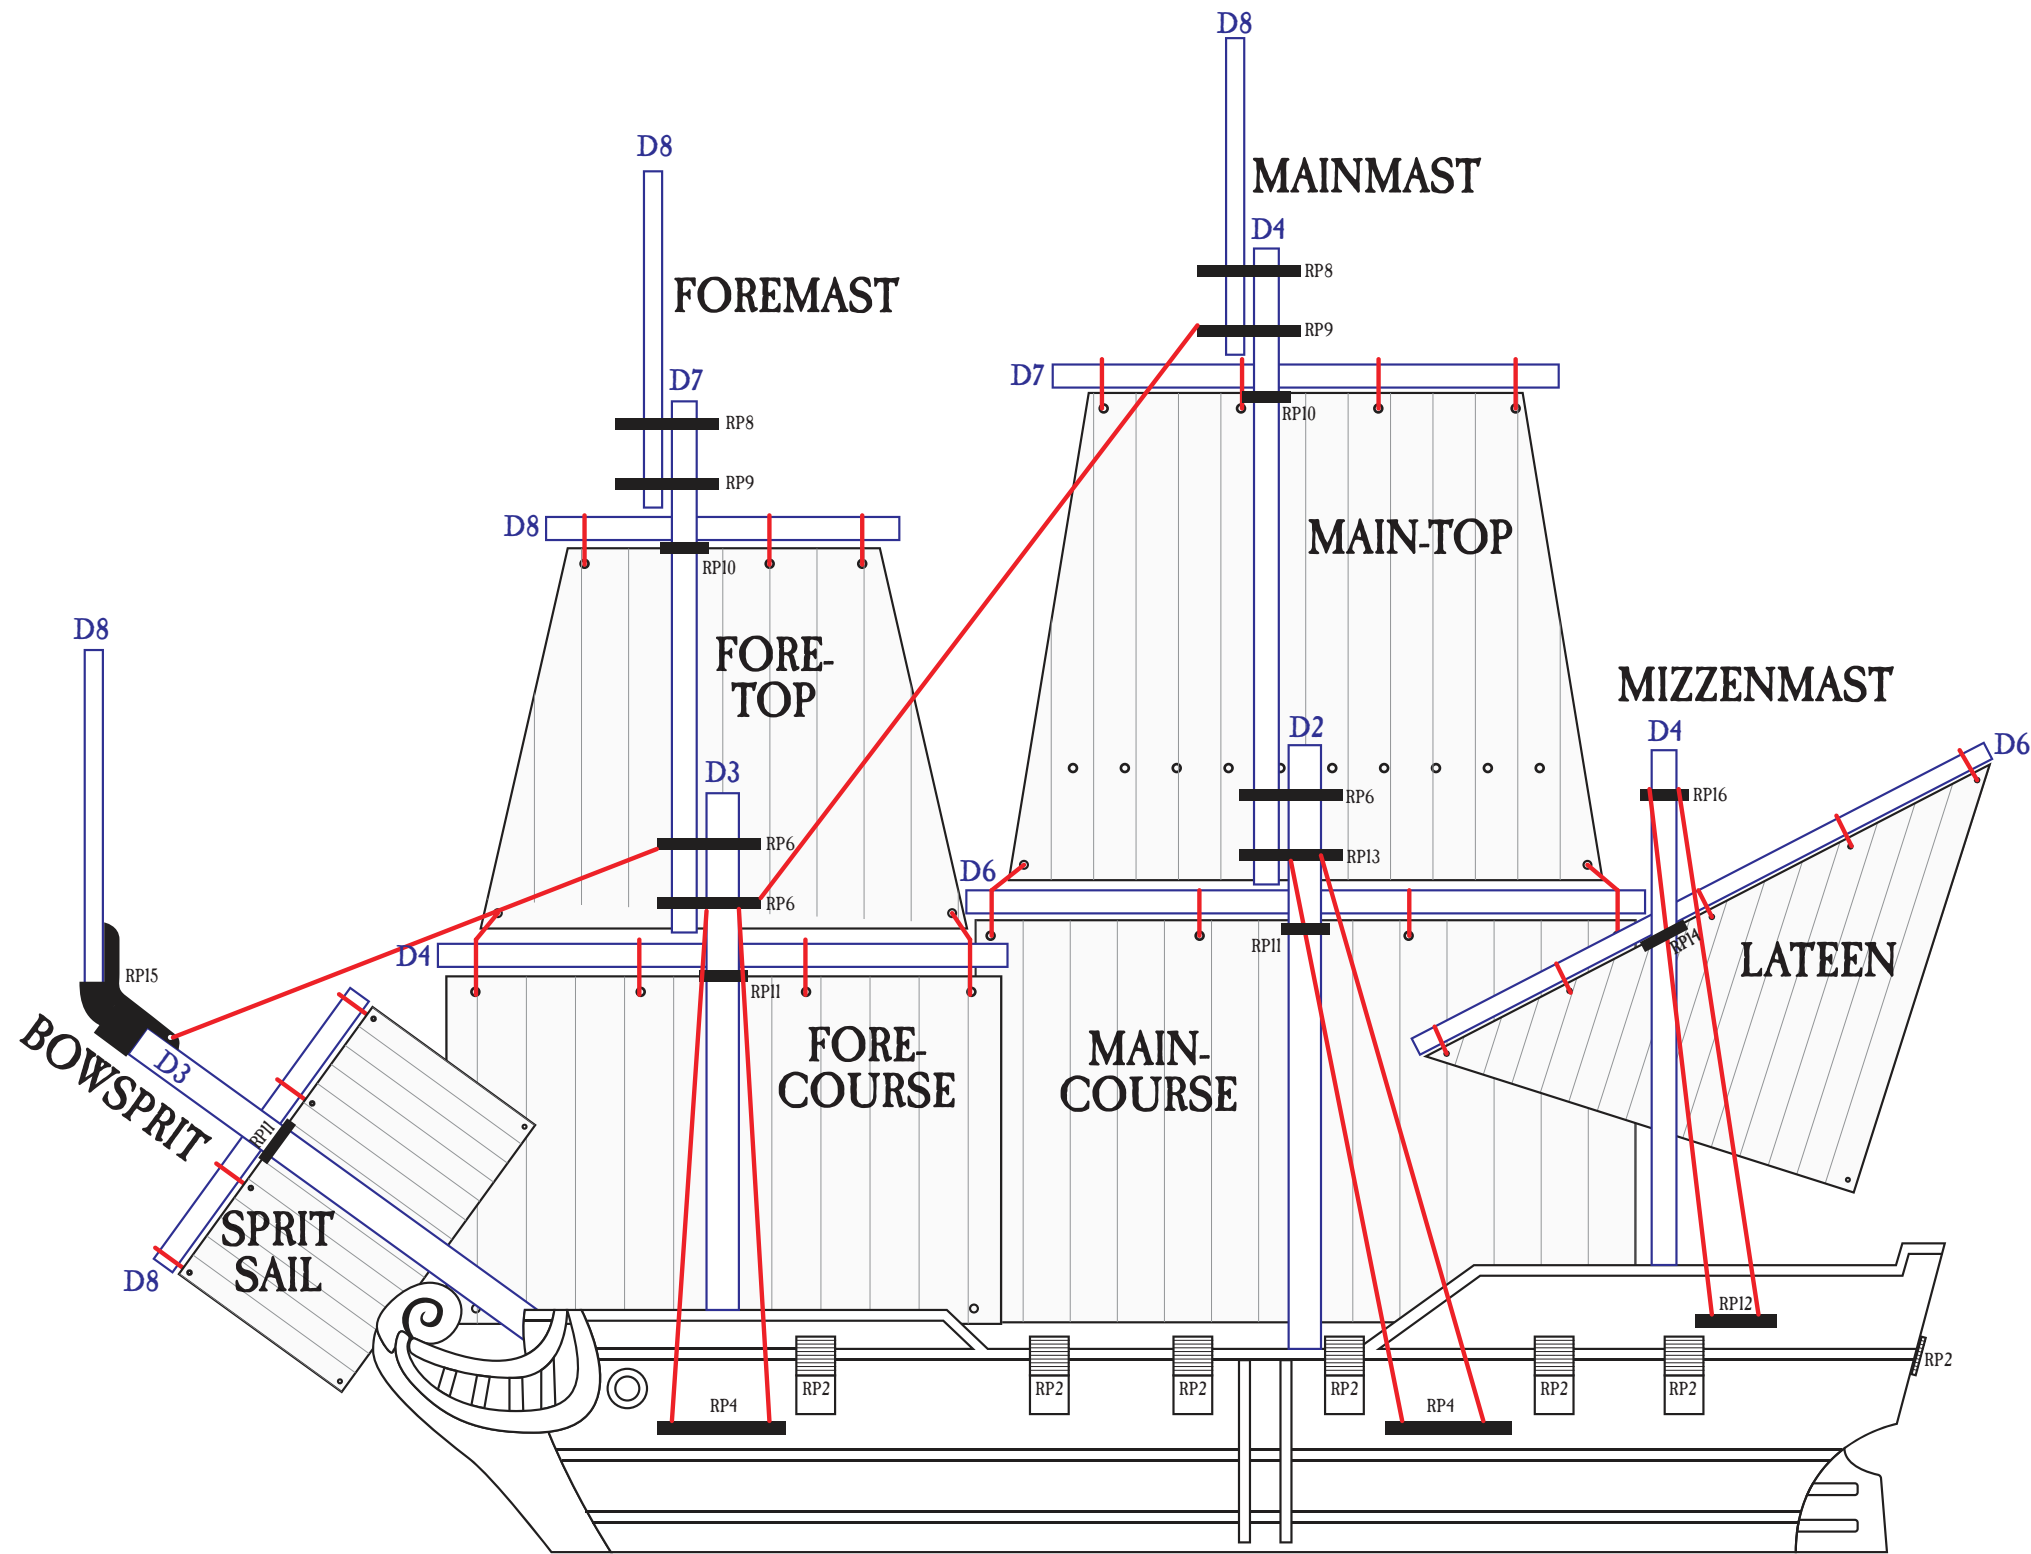 D8
D8
MAINMAST
D4
RP8
FOREMAST
RP9
D7
D7
RP8
RP10
RP9
D8
MAIN-TOP
RP10
D8
FORE-
TOP
MIZZENMAST
D2
D4
D6
D3
RP6
RP16
RP6
RP13
D6
RP6
RP11
RP14
LATEEN
D4
RP15
RP11
BOWSPRIT
D3
FORE-
COURSE
MAIN-
COURSE
RP11
SPRIT
SAIL
D8
RP12
RP2
RP2
RP2
RP2
RP2
RP2
RP2
RP4
RP4